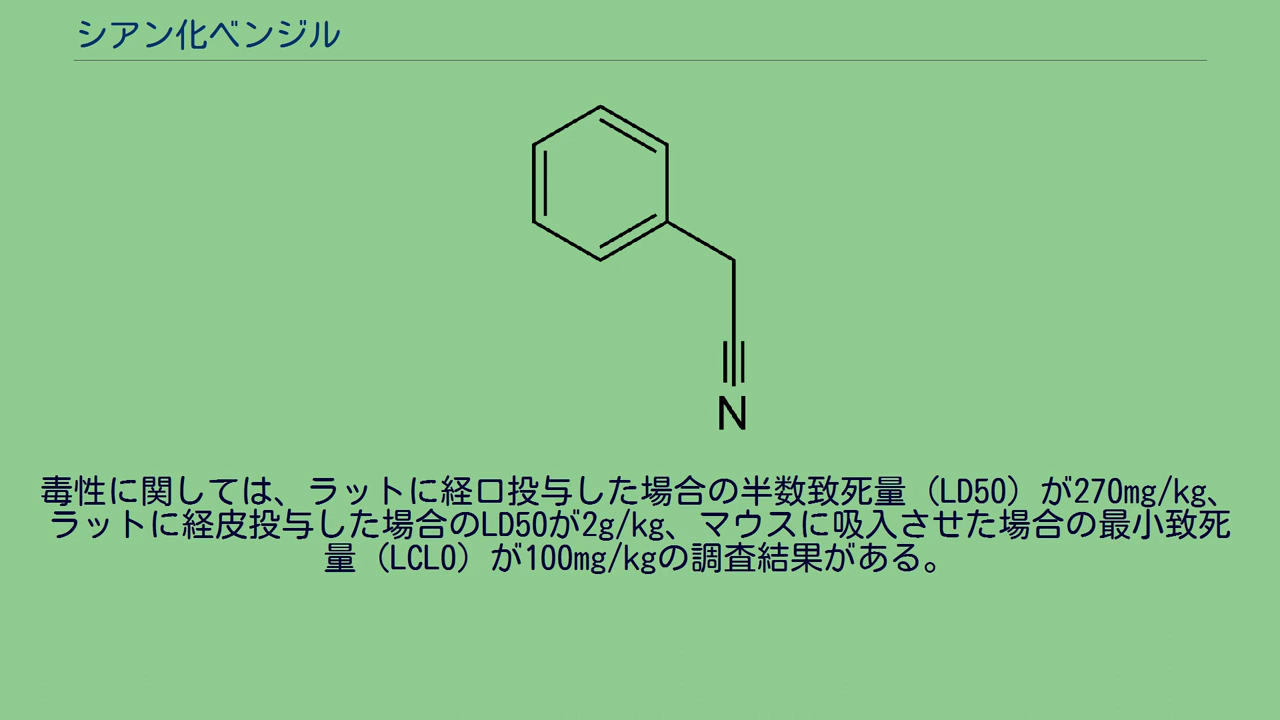 シアン化ベンジル
N
毒性に関しては、ラットに経口投与した場合の半数致死量（LD50）が270mg/kg、
ラットに経皮投与した場合のLD50が2g/kg、マウスに吸入させた場合の最小致死
量（LCL0）が100mg/kgの調査結果がある。